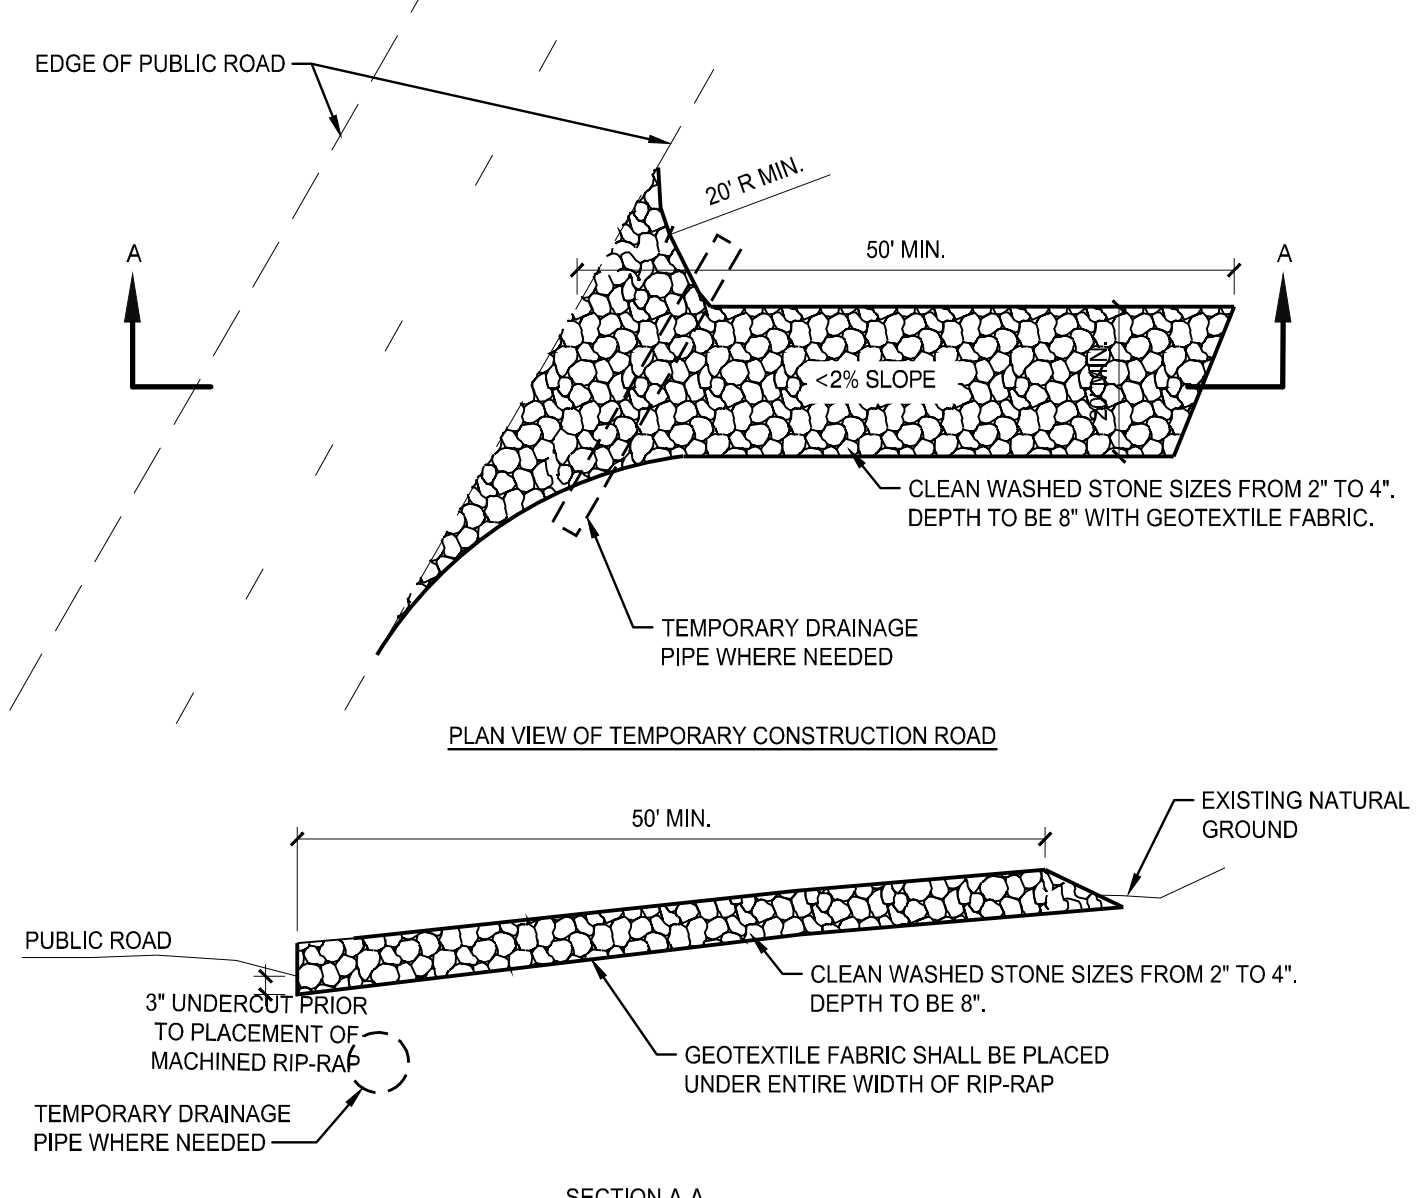 EDGE OF PUBLIC ROAD
20' R MIN.
A
50' MIN.
A
20' MIN.
<2% SLOPE
CLEAN WASHED STONE SIZES FROM 2" TO 4".
DEPTH TO BE 8" WITH GEOTEXTILE FABRIC.
TEMPORARY DRAINAGE
PIPE WHERE NEEDED
PLAN VIEW OF TEMPORARY CONSTRUCTION ROAD
EXISTING NATURAL
GROUND
50' MIN.
PUBLIC ROAD
CLEAN WASHED STONE SIZES FROM 2" TO 4".
DEPTH TO BE 8".
3" UNDERCUT PRIOR
TO PLACEMENT OF
MACHINED RIP-RAP
GEOTEXTILE FABRIC SHALL BE PLACED
UNDER ENTIRE WIDTH OF RIP-RAP
TEMPORARY DRAINAGE
PIPE WHERE NEEDED
SECTION A-A